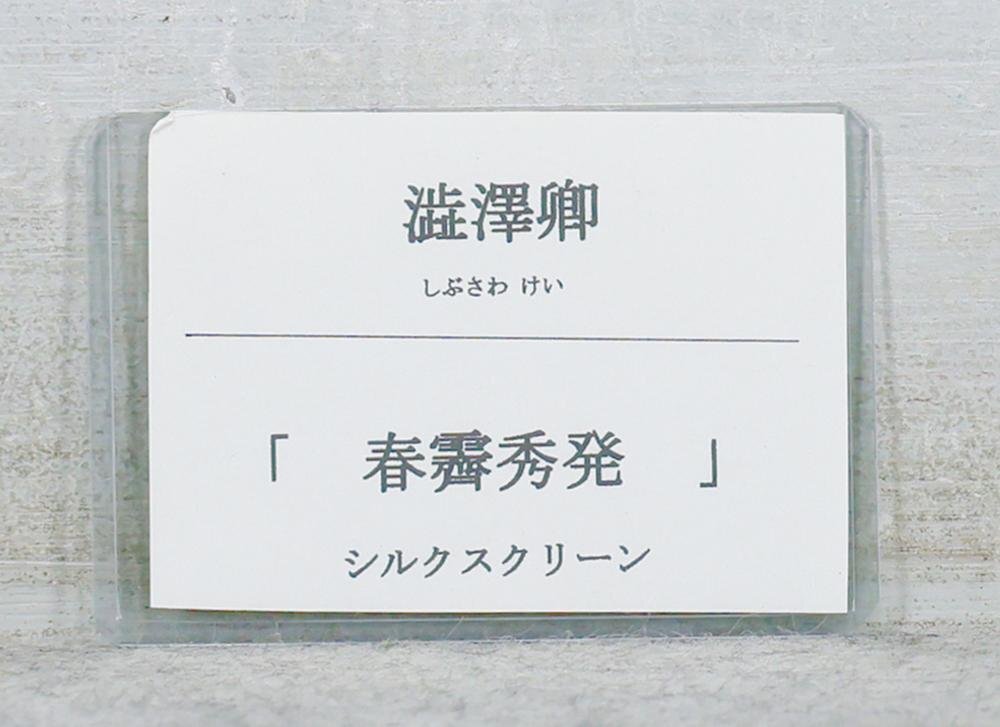 澁澤卿
しぶさわ けい
「　春霽秀発　」
シルクスクリーン